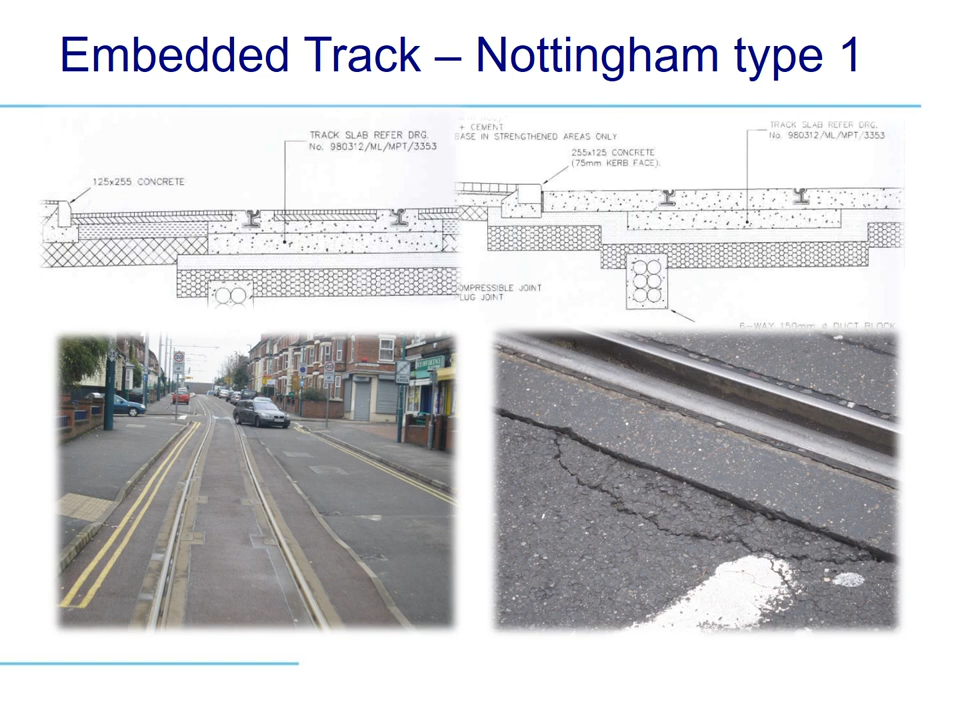 Embedded Track – Nottingham type 1
TRACK SLAB REFER DRG.
No. 980312/ML/MPT/3353
125x255 CONCRETE
+ CEMENT
BASE IN STRENGTHENED AREAS ONLY
255x125 CONCRETE
(75mm KERB FACE).
TRACK SLAB REFER DRG.
No. 980312/ML/MPT/3353
OMPRESSIBLE JOINT
LUG JOINT
6-WAY 150mm DUCT BLOCK